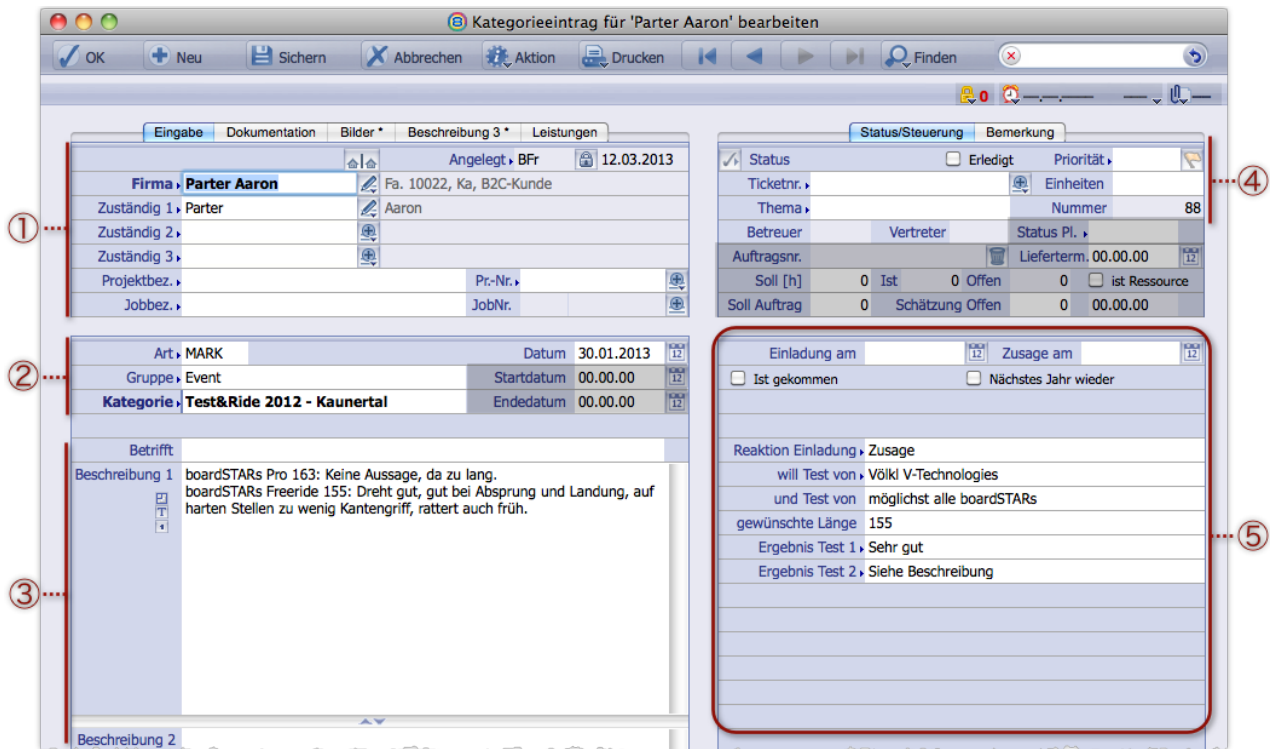 Kategorieeintrag für 'Parter Aaron' bearbeiten
OK Neu Sichern Abbrechen Aktion Drucken Finden
0 —.—.—— —— —
Eingabe Dokumentation Bilder * Beschreibung 3 * Leistungen
Angelegt BFr 12.03.2013
Firma Parter Aaron Fa. 10022, Ka, B2C-Kunde
① Zuständig 1 Parter Aaron
Zuständig 2
Zuständig 3
Projektbez. Pr.-Nr.
Jobbez. JobNr.
Art MARK Datum 30.01.2013 12
② Gruppe Event Startdatum 00.00.00 12
Kategorie Test&Ride 2012 - Kaunertal Endedatum 00.00.00 12
Betrifft
Beschreibung 1 boardSTARs Pro 163: Keine Aussage, da zu lang.
boardSTARs Freeride 155: Dreht gut, gut bei Absprung und Landung, auf
harten Stellen zu wenig Kantengriff, rattert auch früh.
T
③
Beschreibung 2
Status/Steuerung Bemerkung
Status Erledigt Priorität
Ticketnr. Einheiten ④
Thema Nummer 88
Betreuer Vertreter Status Pl.
Auftragsnr. Lieferterm. 00.00.00 12
Soll [h] 0 Ist 0 Offen 0 ist Ressource
Soll Auftrag 0 Schätzung Offen 0 00.00.00
Einladung am 12 Zusage am 12
Ist gekommen Nächstes Jahr wieder
Reaktion Einladung Zusage
will Test von Völkl V-Technologies
und Test von möglichst alle boardSTARs
gewünschte Länge 155
Ergebnis Test 1 Sehr gut ⑤
Ergebnis Test 2 Siehe Beschreibung